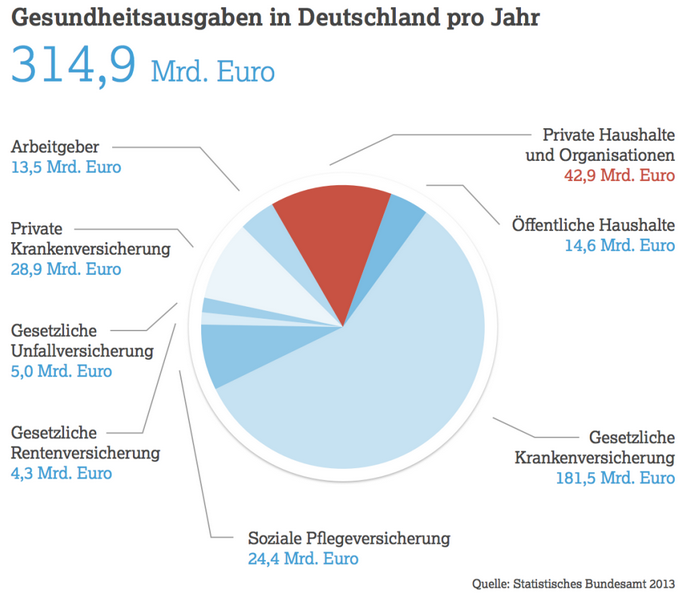 Gesundheitsausgaben in Deutschland pro Jahr
314,9 Mrd. Euro
Arbeitgeber
13,5 Mrd. Euro
Private
Krankenversicherung
28,9 Mrd. Euro
Gesetzliche
Unfallversicherung
5,0 Mrd. Euro
Gesetzliche
Rentenversicherung
4,3 Mrd. Euro
Soziale Pflegeversicherung
24,4 Mrd. Euro
Private Haushalte
und Organisationen
42,9 Mrd. Euro
Öffentliche Haushalte
14,6 Mrd. Euro
Gesetzliche
Krankenversicherung
181,5 Mrd. Euro
Quelle: Statistisches Bundesamt 2013